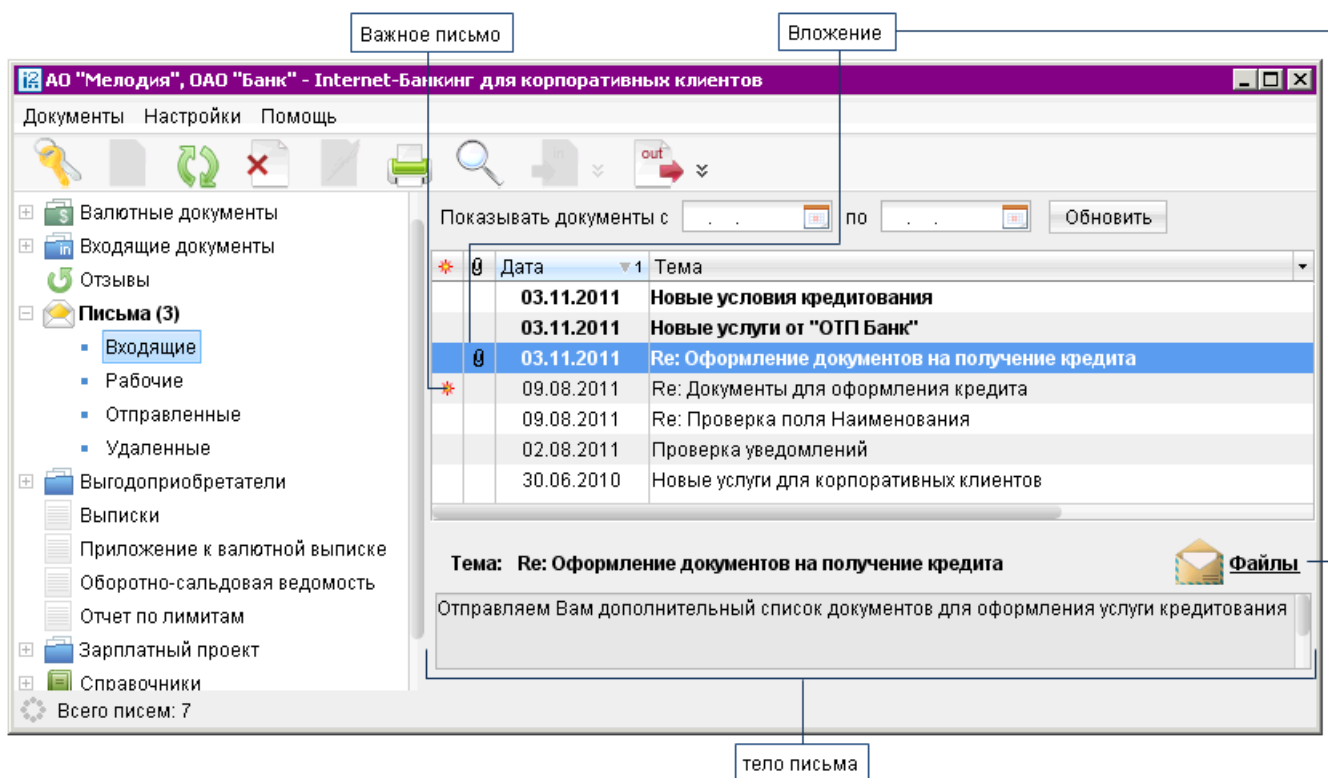 Важное письмо
Вложение
i2 АО "Мелодия", ОАО "Банк" - Internet-Банкинг для корпоративных клиентов
Документы Настройки Помощь
in out
Валютные документы
in Входящие документы
Отзывы
Письма (3)
Входящие
Рабочие
Отправленные
Удаленные
Выгодоприобретатели
Выписки
Приложение к валютной выписке
Оборотно-сальдовая ведомость
Отчет по лимитам
Зарплатный проект
Справочники
Всего писем: 7
Показывать документы с . . по . . Обновить
Дата 1 Тема
03.11.2011 Новые условия кредитования
03.11.2011 Новые услуги от "ОТП Банк"
03.11.2011 Re: Оформление документов на получение кредита
09.08.2011 Re: Документы для оформления кредита
09.08.2011 Re: Проверка поля Наименования
02.08.2011 Проверка уведомлений
30.06.2010 Новые услуги для корпоративных клиентов
Тема: Re: Оформление документов на получение кредита Файлы
Отправляем Вам дополнительный список документов для оформления услуги кредитования
тело письма